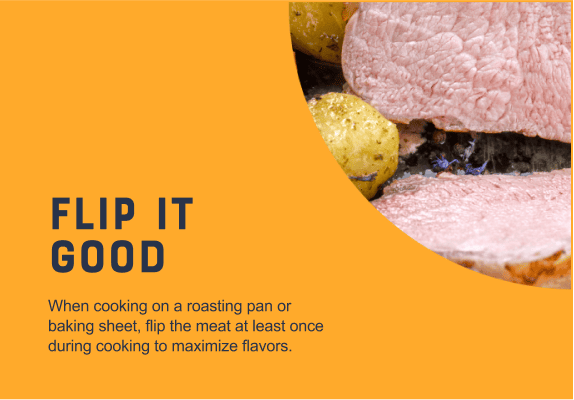 FLIP IT
GOOD
When cooking on a roasting pan or
baking sheet, flip the meat at least once
during cooking to maximize flavors.